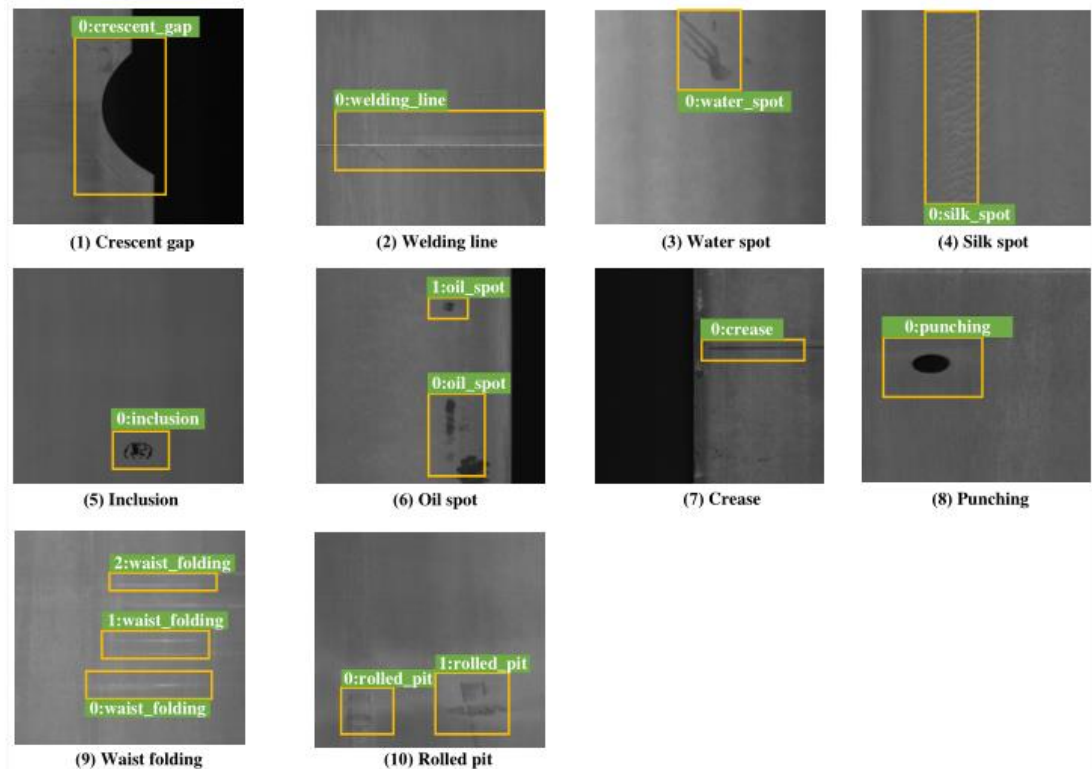 0:crescent_gap
(1) Crescent gap
0:welding_line
(2) Welding line
0:water_spot
(3) Water spot
0:silk_spot
(4) Silk spot
0:inclusion
(5) Inclusion
1:oil_spot
0:oil_spot
(6) Oil spot
0:crease
(7) Crease
0:punching
(8) Punching
2:waist_folding
1:waist_folding
0:waist_folding
(9) Waist folding
0:rolled_pit
1:rolled_pit
(10) Rolled pit